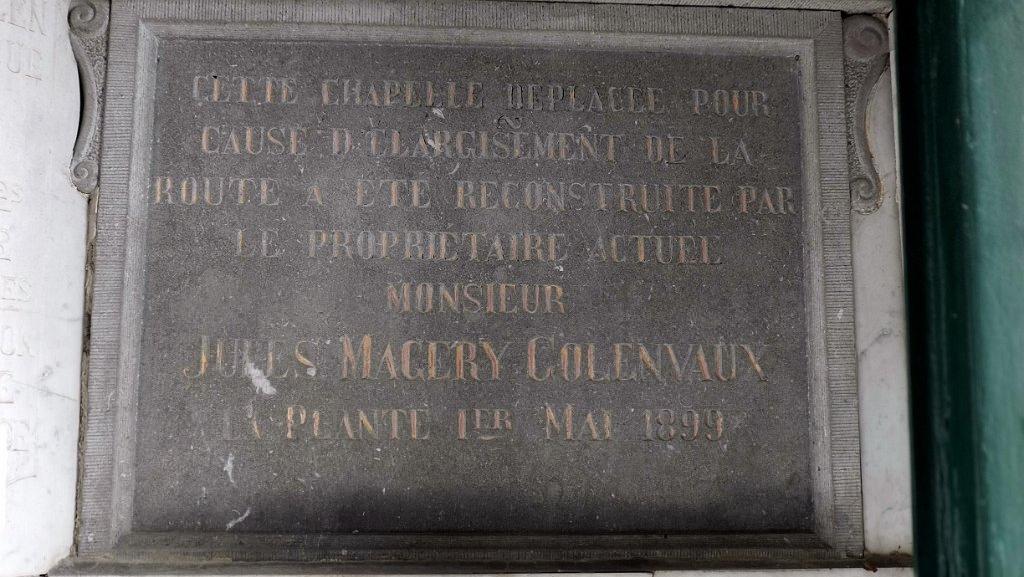 CETTE CHAPELLE DEPLACEE POUR
CAUSE D'ELARGISEMENT DE LA
ROUTE A ETE RECONSTRUITE PAR
LE PROPRIETAIRE ACTUEL
MONSIEUR
JULES MAGERY COLENVAUX
LA PLANTE 1ER MAI 1899